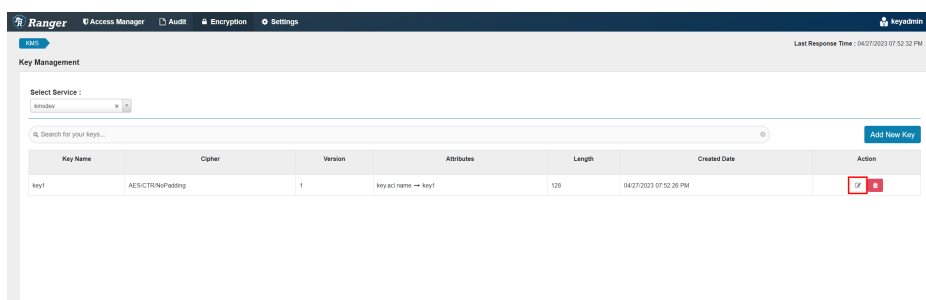 Ranger Access Manager Audit Encryption Settings keyadmin
KMS Last Response Time : 04/27/2023 07:52:32 PM
Key Management
Select Service :
kmsdev
Search for your keys...
Add New Key
Key Name Cipher Version Attributes Length Created Date Action
key1 AES/CTR/NoPadding 1 key.acl.name → key1 128 04/27/2023 07:52:26 PM